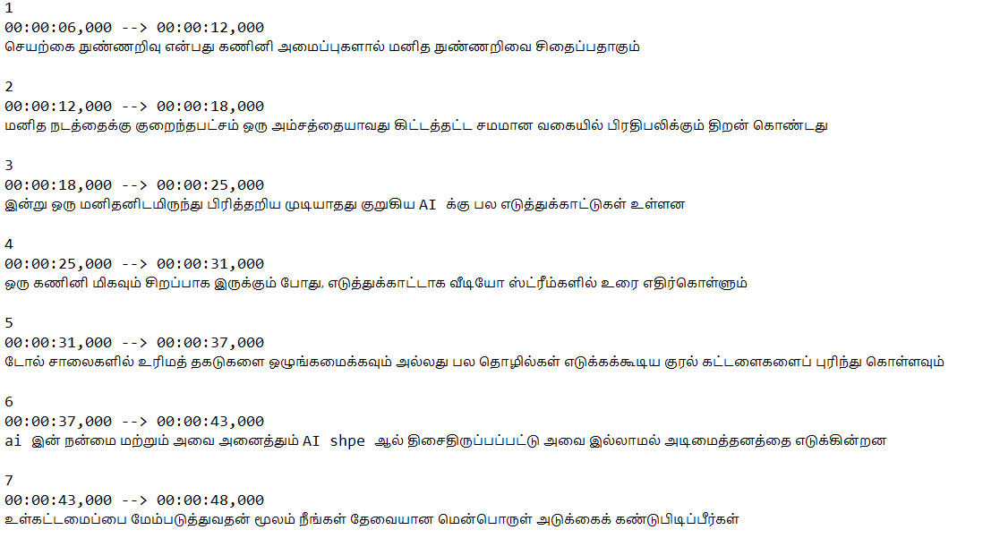 1
00:00:06,000 --> 00:00:12,000
செயற்கை நுண்ணறிவு என்பது கணினி அமைப்புகளால் மனித நுண்ணறிவை சிதைப்பதாகும்
2
00:00:12,000 --> 00:00:18,000
மனித நடத்தைக்கு குறைந்தபட்சம் ஒரு அம்சத்தையாவது கிட்டத்தட்ட சமமான வகையில் பிரதிபலிக்கும் திறன் கொண்டது
3
00:00:18,000 --> 00:00:25,000
இன்று ஒரு மனிதனிடமிருந்து பிரித்தறிய முடியாதது குறுகிய AI க்கு பல எடுத்துக்காட்டுகள் உள்ளன
4
00:00:25,000 --> 00:00:31,000
ஒரு கணினி மிகவும் சிறப்பாக இருக்கும் போது, எடுத்துக்காட்டாக வீடியோ ஸ்ட்ரீம்களில் உரை எதிர்கொள்ளும்
5
00:00:31,000 --> 00:00:37,000
டோல் சாலைகளில் உரிமத் தகடுகளை ஒழுங்கமைக்கவும் அல்லது பல தொழில்கள் எடுக்கக்கூடிய குரல் கட்டளைகளைப் புரிந்து கொள்ளவும்
6
00:00:37,000 --> 00:00:43,000
ai இன் நன்மை மற்றும் அவை அனைத்தும் AI shpe ஆல் திசைதிருப்பப்பட்டு அவை இல்லாமல் அடிமைத்தனத்தை எடுக்கின்றன
7
00:00:43,000 --> 00:00:48,000
உள்கட்டமைப்பை மேம்படுத்துவதன் மூலம் நீங்கள் தேவையான மென்பொருள் அடுக்கைக் கண்டுபிடிப்பீர்கள்